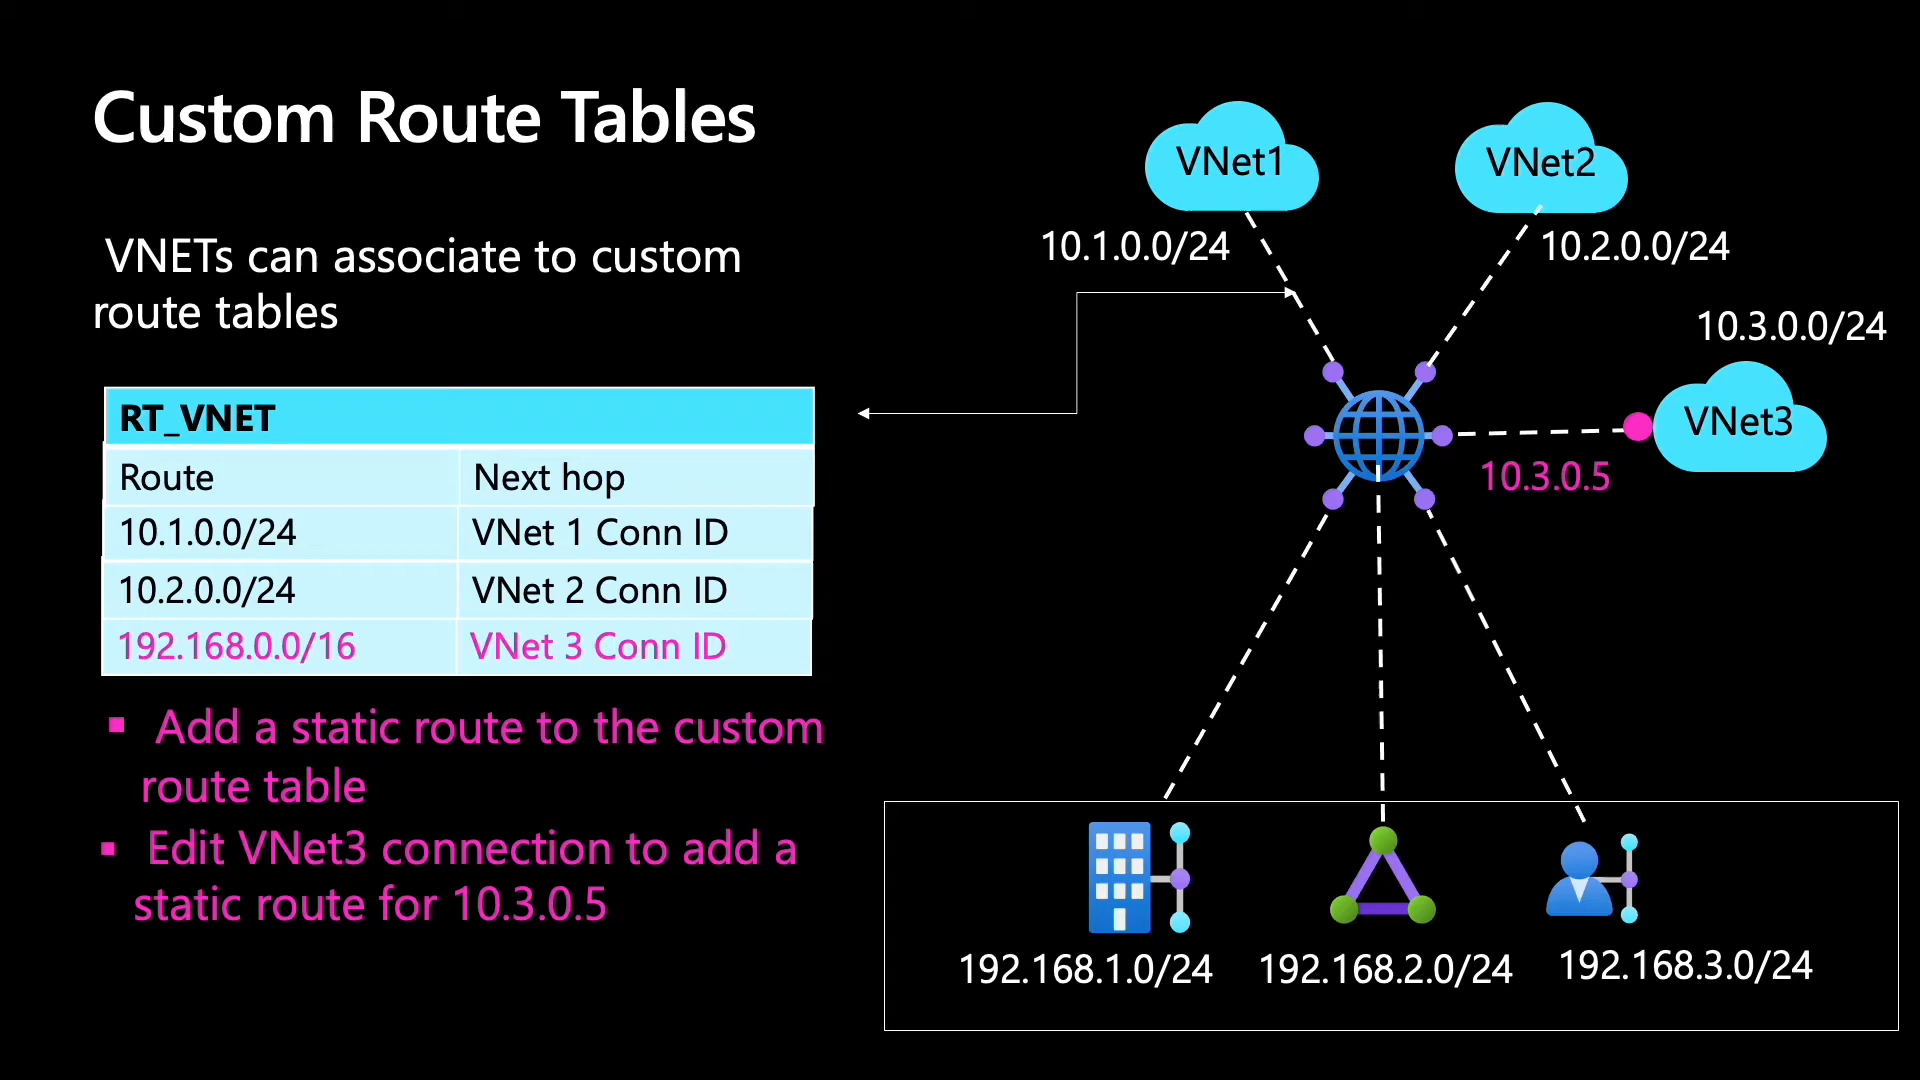 Custom Route Tables
VNETs can associate to custom
route tables
RT_VNET
Route Next hop
10.1.0.0/24 VNet 1 Conn ID
10.2.0.0/24 VNet 2 Conn ID
192.168.0.0/16 VNet 3 Conn ID
▪ Add a static route to the custom
route table
▪ Edit VNet3 connection to add a
static route for 10.3.0.5
VNet1
VNet2
10.1.0.0/24
10.2.0.0/24
10.3.0.0/24
VNet3
10.3.0.5
192.168.1.0/24
192.168.2.0/24
192.168.3.0/24